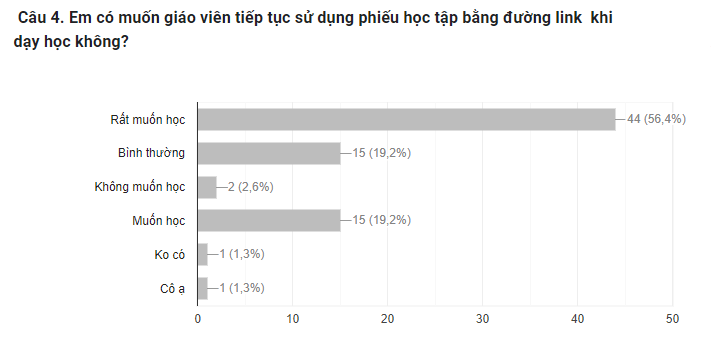 Câu 4. Em có muốn giáo viên tiếp tục sử dụng phiếu học tập bằng đường link khi
dạy học không?
Rất muốn học
44 (56,4%)
Bình thường
15 (19,2%)
Không muốn học
2 (2,6%)
Muốn học
15 (19,2%)
Ko có
1 (1,3%)
Cô ạ
1 (1,3%)
0 10 20 30 40 50